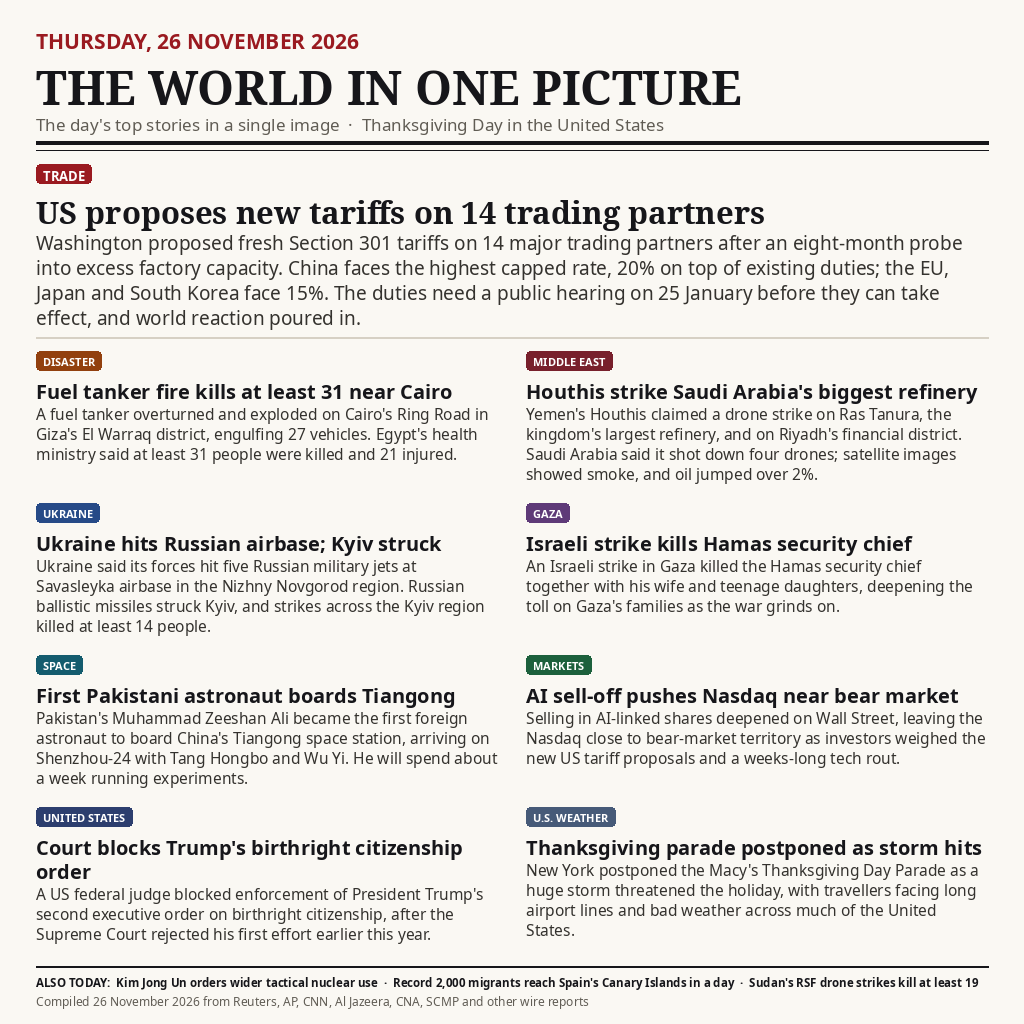 THURSDAY, 26 NOVEMBER 2026
THE WORLD IN ONE PICTURE
The day's top stories in a single image · Thanksgiving Day in the United States
TRADE
US proposes new tariffs on 14 trading partners
Washington proposed fresh Section 301 tariffs on 14 major trading partners after an eight-month probe
into excess factory capacity. China faces the highest capped rate, 20% on top of existing duties; the EU,
Japan and South Korea face 15%. The duties need a public hearing on 25 January before they can take
effect, and world reaction poured in.
DISASTER
Fuel tanker fire kills at least 31 near Cairo
A fuel tanker overturned and exploded on Cairo's Ring Road in
Giza's El Warraq district, engulfing 27 vehicles. Egypt's health
ministry said at least 31 people were killed and 21 injured.
MIDDLE EAST
Houthis strike Saudi Arabia's biggest refinery
Yemen's Houthis claimed a drone strike on Ras Tanura, the
kingdom's largest refinery, and on Riyadh's financial district.
Saudi Arabia said it shot down four drones; satellite images
showed smoke, and oil jumped over 2%.
UKRAINE
Ukraine hits Russian airbase; Kyiv struck
Ukraine said its forces hit five Russian military jets at
Savasleyka airbase in the Nizhny Novgorod region. Russian
ballistic missiles struck Kyiv, and strikes across the Kyiv region
killed at least 14 people.
GAZA
Israeli strike kills Hamas security chief
An Israeli strike in Gaza killed the Hamas security chief
together with his wife and teenage daughters, deepening the
toll on Gaza's families as the war grinds on.
SPACE
First Pakistani astronaut boards Tiangong
Pakistan's Muhammad Zeeshan Ali became the first foreign
astronaut to board China's Tiangong space station, arriving on
Shenzhou-24 with Tang Hongbo and Wu Yi. He will spend about
a week running experiments.
MARKETS
AI sell-off pushes Nasdaq near bear market
Selling in AI-linked shares deepened on Wall Street, leaving the
Nasdaq close to bear-market territory as investors weighed the
new US tariff proposals and a weeks-long tech rout.
UNITED STATES
Court blocks Trump's birthright citizenship
order
A US federal judge blocked enforcement of President Trump's
second executive order on birthright citizenship, after the
Supreme Court rejected his first effort earlier this year.
U.S. WEATHER
Thanksgiving parade postponed as storm hits
New York postponed the Macy's Thanksgiving Day Parade as a
huge storm threatened the holiday, with travellers facing long
airport lines and bad weather across much of the United
States.
ALSO TODAY: Kim Jong Un orders wider tactical nuclear use · Record 2,000 migrants reach Spain's Canary Islands in a day · Sudan's RSF drone strikes kill at least 19
Compiled 26 November 2026 from Reuters, AP, CNN, Al Jazeera, CNA, SCMP and other wire reports